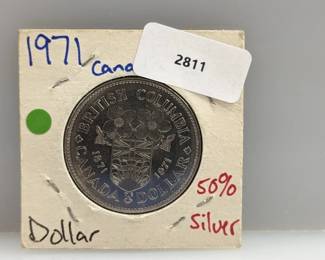 1971
Cana
2811
BRITISH COLUMBIA
1871 1971
CANADA DOLLAR
50%
Silver
Dollar